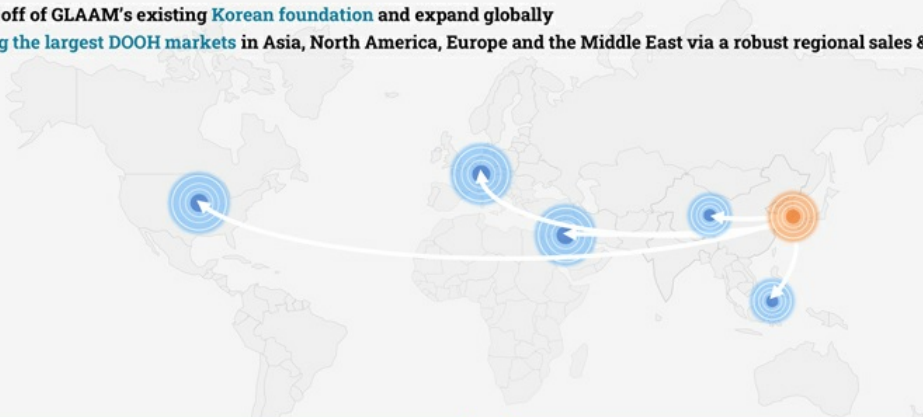 off of GLAAM’s existing Korean foundation and expand globally
the largest DOOH markets in Asia, North America, Europe and the Middle East via a robust regional sales &